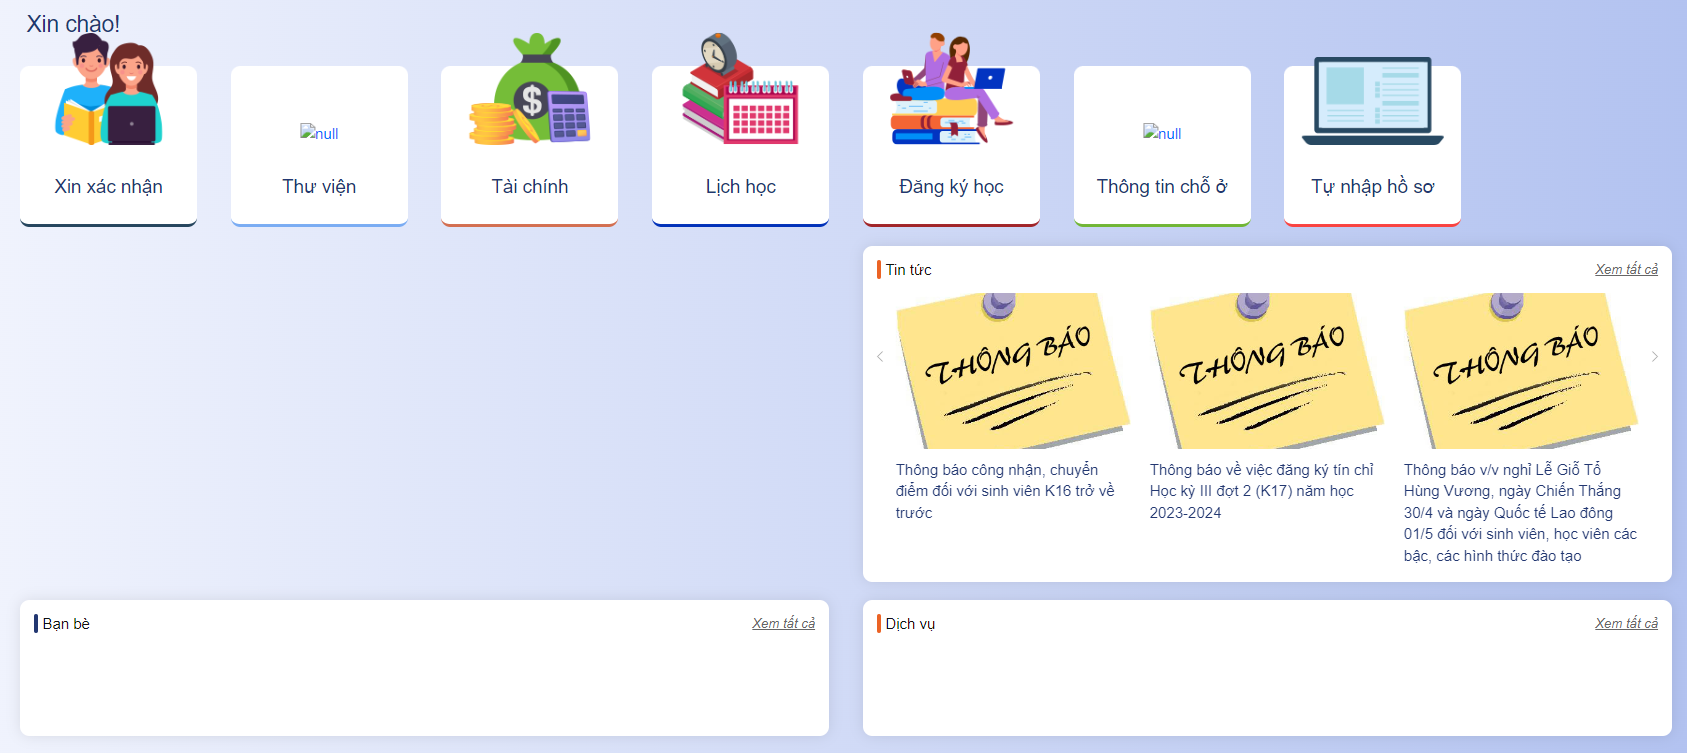 Xin chào!
null
null
Xin xác nhận
Thư viện
Tài chính
Lịch học
Đăng ký học
Thông tin chỗ ở
Tự nhập hồ sơ
Tin tức
Xem tất cả
THÔNG BÁO
THÔNG BÁO
THÔNG BÁO
Thông báo công nhận, chuyển
điểm đối với sinh viên K16 trở về
trước
Thông báo về việc đăng ký tín chỉ
Học kỳ III đợt 2 (K17) năm học
2023-2024
Thông báo v/v nghỉ Lễ Giỗ Tổ
Hùng Vương, ngày Chiến Thắng
30/4 và ngày Quốc tế Lao đông
01/5 đối với sinh viên, học viên các
bậc, các hình thức đào tạo
Bạn bè
Xem tất cả
Dịch vụ
Xem tất cả